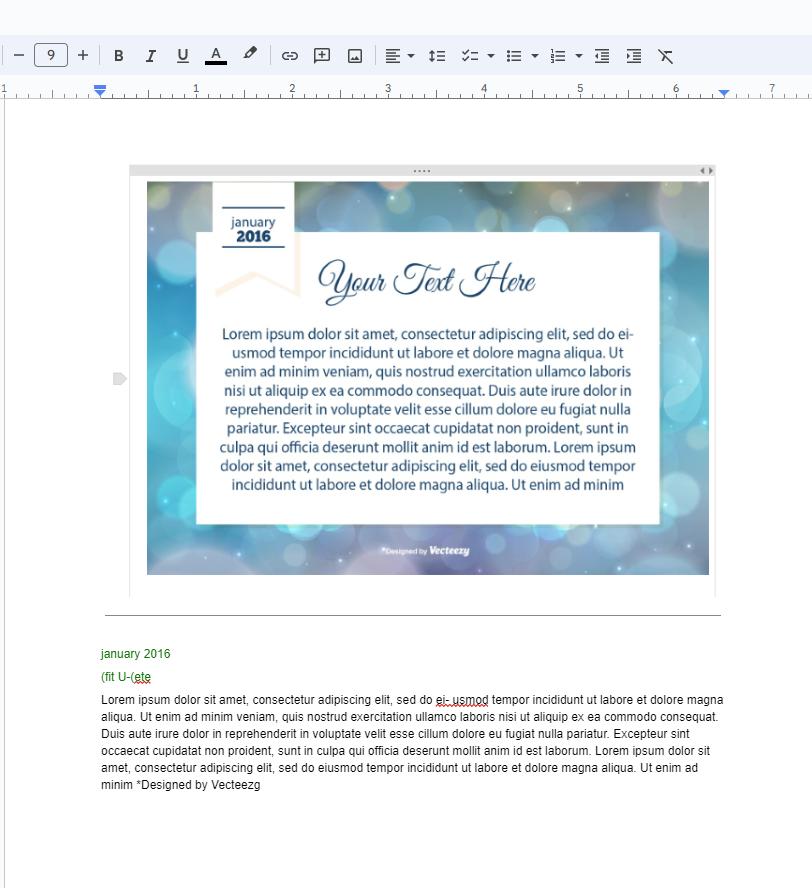 9
1
1
2
3
4
5
6
7
january
2016
Your Text Here
Lorem ipsum dolor sit amet, consectetur adipiscing elit, sed do ei-
usmod tempor incididunt ut labore et dolore magna aliqua. Ut
enim ad minim veniam, quis nostrud exercitation ullamco laboris
nisi ut aliquip ex ea commodo consequat. Duis aute irure dolor in
reprehenderit in voluptate velit esse cillum dolore eu fugiat nulla
pariatur. Excepteur sint occaecat cupidatat non proident, sunt in
culpa qui officia deserunt mollit anim id est laborum. Lorem ipsum
dolor sit amet, consectetur adipiscing elit, sed do eiusmod tempor
incididunt ut labore et dolore magna aliqua. Ut enim ad minim
*Designed by Vecteezy
january 2016
(fit U-(ete
Lorem ipsum dolor sit amet, consectetur adipiscing elit, sed do ei- usmod tempor incididunt ut labore et dolore magna
aliqua. Ut enim ad minim veniam, quis nostrud exercitation ullamco laboris nisi ut aliquip ex ea commodo consequat.
Duis aute irure dolor in reprehenderit in voluptate velit esse cillum dolore eu fugiat nulla pariatur. Excepteur sint
occaecat cupidatat non proident, sunt in culpa qui officia deserunt mollit anim id est laborum. Lorem ipsum dolor sit
amet, consectetur adipiscing elit, sed do eiusmod tempor incididunt ut labore et dolore magna aliqua. Ut enim ad
minim *Designed by Vecteezg